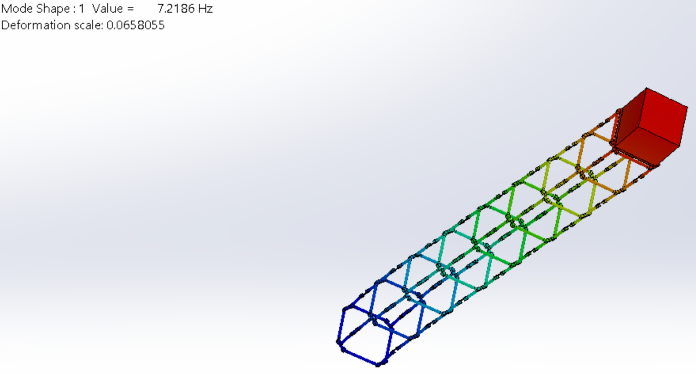 Mode Shape : 1 Value = 7.2186 Hz
Deformation scale: 0.0658055